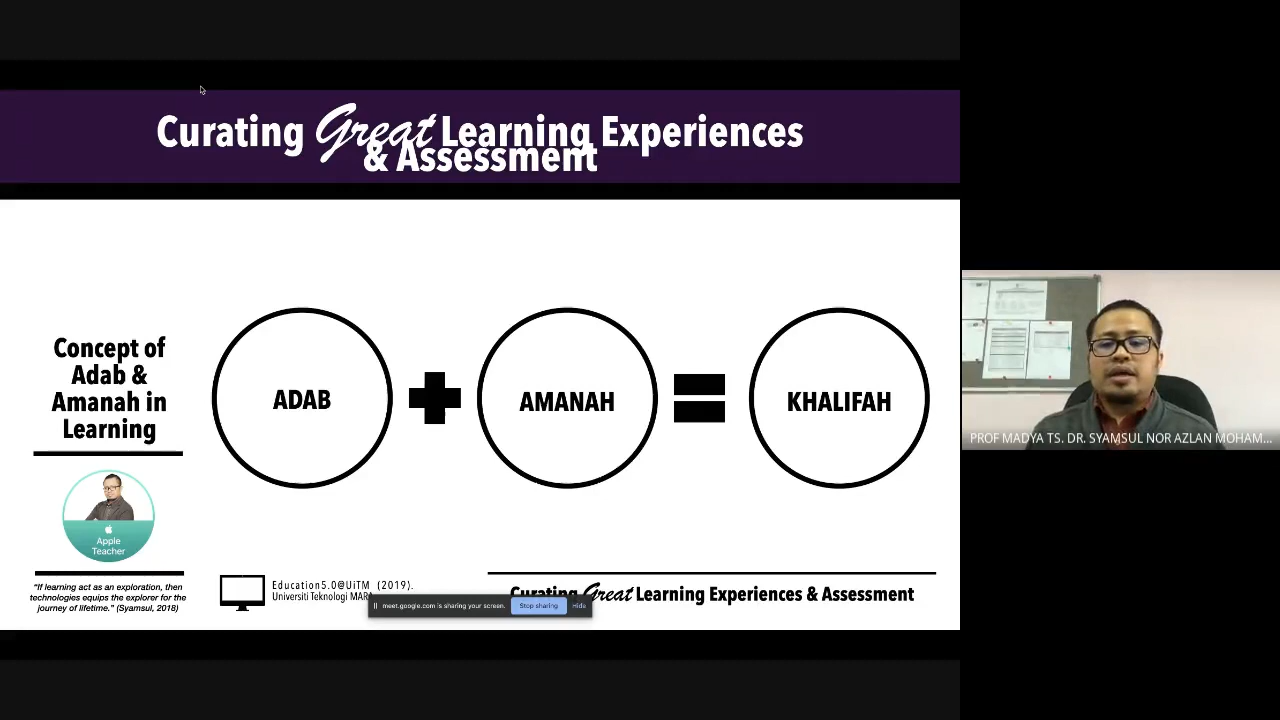 Curating Great Learning Experiences
& Assessment
Concept of
Adab &
Amanah in
Learning
ADAB
AMANAH
KHALIFAH
Apple
Teacher
"If learning act as an exploration, then
technologies equips the explorer for the
journey of lifetime." (Syamsul, 2018)
Education5.0@UiTM (2019).
Universiti Teknologi MARA
meet.google.com is sharing your screen.
Stop sharing
Hide
Curating Great Learning Experiences & Assessment
PROF MADYA TS. DR. SYAMSUL NOR AZLAN MOHAM...